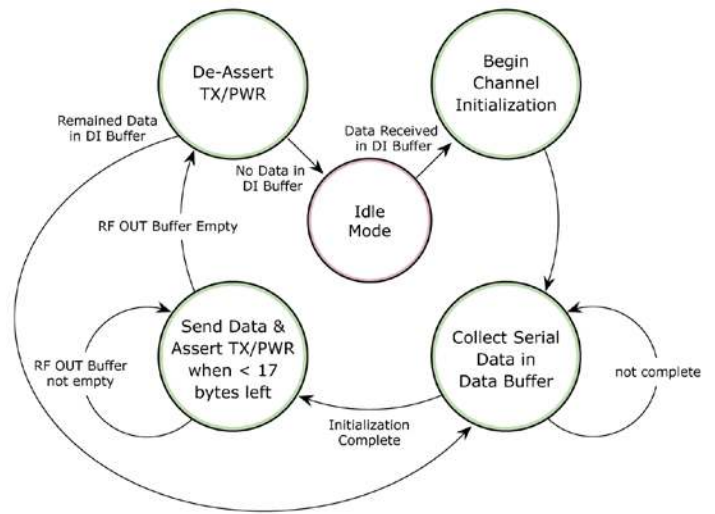 De-Assert
TX/PWR
Begin
Channel
Initialization
Remained Data
in DI Buffer
Data Received
in DI Buffer
No Data in
DI Buffer
Idle
Mode
RF OUT Buffer Empty
Send Data &
Assert TX/PWR
when < 17
bytes left
Collect Serial
Data in
Data Buffer
RF OUT Buffer
not empty
not complete
Initialization
Complete